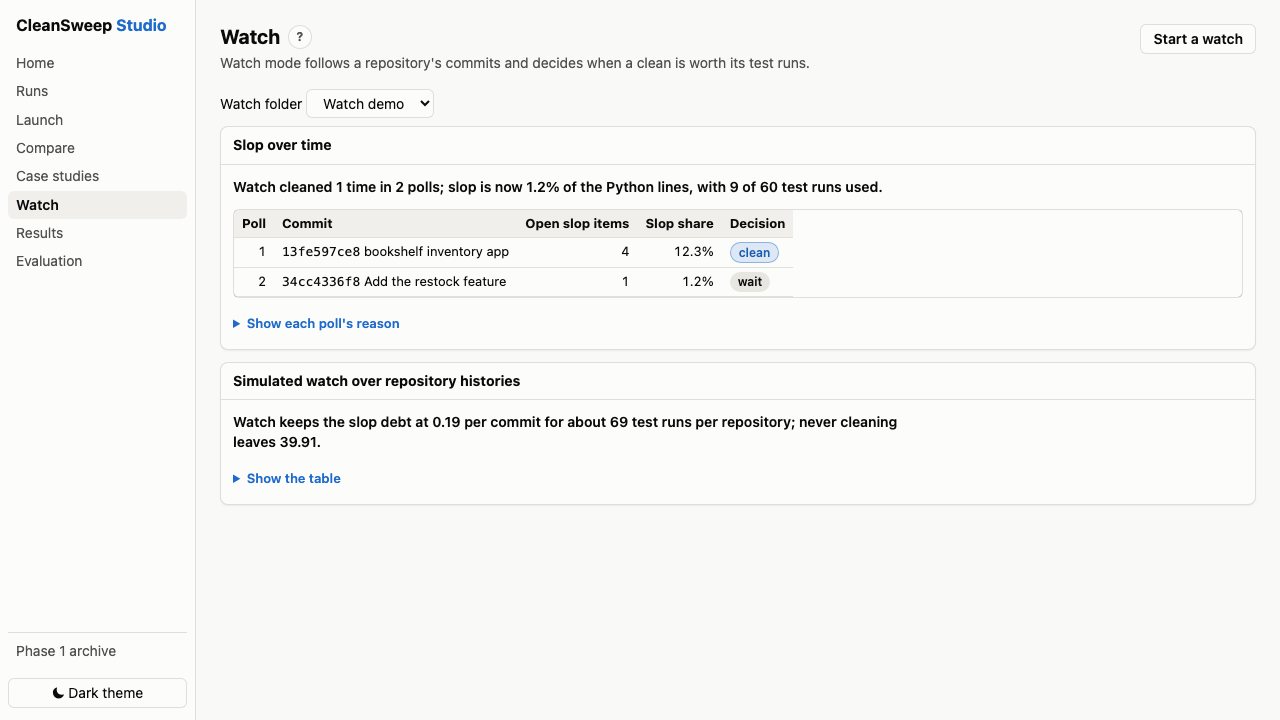 CleanSweep Studio
Home
Runs
Launch
Compare
Case studies
Watch
Results
Evaluation
Phase 1 archive
Dark theme
Watch ?
Start a watch
Watch mode follows a repository's commits and decides when a clean is worth its test runs.
Watch folder Watch demo
Slop over time
Watch cleaned 1 time in 2 polls; slop is now 1.2% of the Python lines, with 9 of 60 test runs used.
Poll Commit Open slop items Slop share Decision
1 13fe597ce8 bookshelf inventory app 4 12.3% clean
2 34cc4336f8 Add the restock feature 1 1.2% wait
Show each poll's reason
Simulated watch over repository histories
Watch keeps the slop debt at 0.19 per commit for about 69 test runs per repository; never cleaning
leaves 39.91.
Show the table